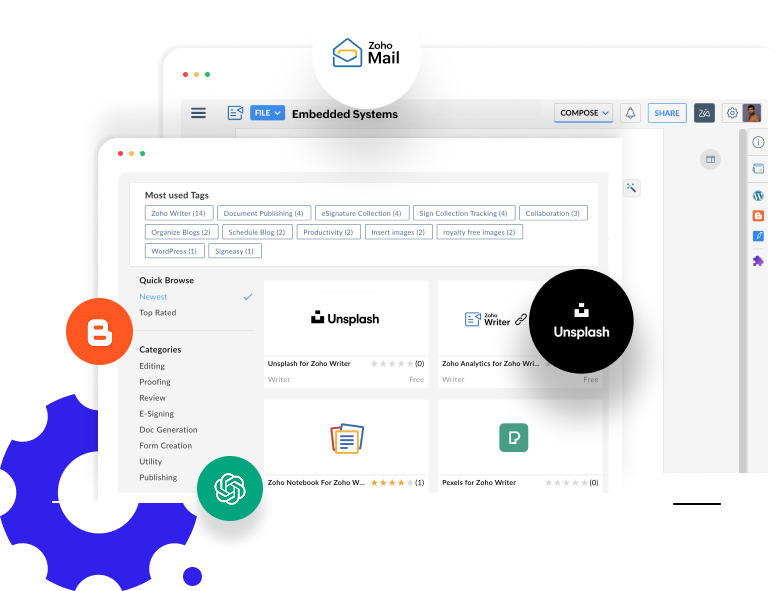 Zoho
Mail
FILE
Embedded Systems
COMPOSE
SHARE
Most used Tags
Zoho Writer (14)
Document Publishing (4)
eSignature Collection (4)
Sign Collection Tracking (4)
Collaboration (3)
Organize Blogs (2)
Schedule Blog (2)
Productivity (2)
Insert images (2)
royalty free images (2)
WordPress (1)
Signeasy (1)
Quick Browse
Newest
Top Rated
Categories
Editing
Proofing
Review
E-Signing
Doc Generation
Form Creation
Utility
Publishing
Unsplash
Unsplash for Zoho Writer
(0)
Writer
Free
Zoho
Writer
Zoho Analytics for Zoho Wri...
Writer
Free
Unsplash
Zoho Notebook For Zoho W...
(1)
Pexels for Zoho Writer
(0)